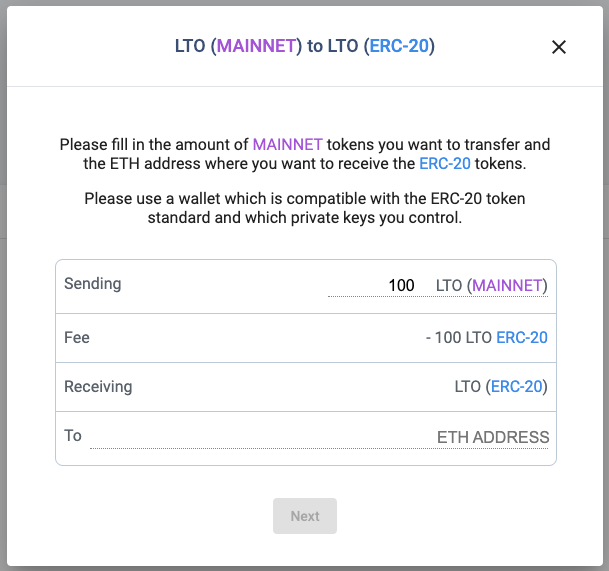 LTO (MAINNET) to LTO (ERC-20)
Please fill in the amount of MAINNET tokens you want to transfer and
the ETH address where you want to receive the ERC-20 tokens.
Please use a wallet which is compatible with the ERC-20 token
standard and which private keys you control.
Sending 100 LTO (MAINNET)
Fee - 100 LTO ERC-20
Receiving LTO (ERC-20)
To ETH ADDRESS
Next